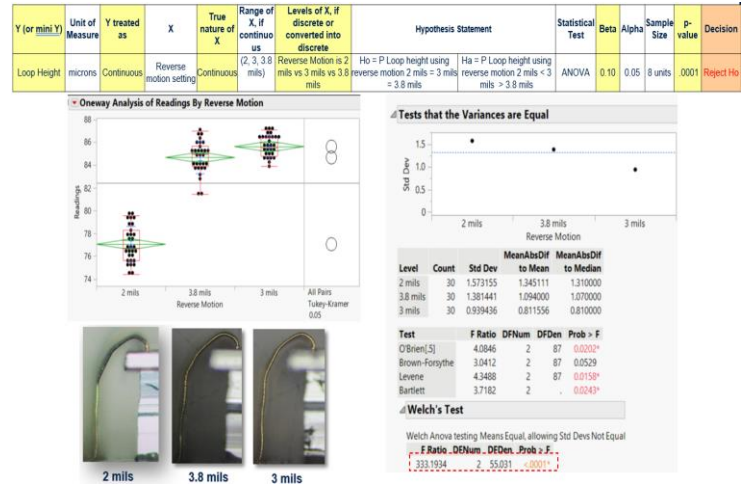 Y (or mini Y)
Unit of
Measure
Y treated
as
X
True
nature of
X
Range of
X, if
continuo
us
Levels of X, if
discrete or
converted into
discrete
Hypothesis Statement
Statistical
Test
Beta
Alpha
Sample
Size
p-
value
Decision
Loop Height
microns
Continuous
Reverse
motion setting
Continuous
(2, 3, 3.8
mils)
Reverse Motion is 2
mils vs 3 mils vs 3.8
mils
Ho = P Loop height using
reverse motion 2 mils = 3 mils
= 3.8 mils
Ha = P Loop height using
reverse motion 2 mils < 3
mils > 3.8 mils
ANOVA
0.10
0.05
8 units
.0001
Reject Ho
Oneway Analysis of Readings By Reverse Motion
88
86
84
82
80
78
76
74
Readings
2 mils
3.8 mils
3 mils
Reverse Motion
All Pairs
Tukey-Kramer
0.05
2 mils
3.8 mils
3 mils
Tests that the Variances are Equal
1.5
1.0
0.5
0
Std Dev
2 mils
3.8 mils
3 mils
Reverse Motion
MeanAbsDif MeanAbsDif
Level Count Std Dev to Mean to Median
2 mils 30 1.573155 1.345111 1.310000
3.8 mils 30 1.381441 1.094000 1.070000
3 mils 30 0.939436 0.811556 0.810000
Test F Ratio DFNum DFDen Prob > F
O'Brien[.5] 4.0846 2 87 0.0202*
Brown-Forsythe 3.0412 2 87 0.0529
Levene 4.3488 2 87 0.0158*
Bartlett 3.7182 2 . 0.0243*
Welch's Test
Welch Anova testing Means Equal, allowing Std Devs Not Equal
F Ratio DFNum DFDen Prob > F
333.1934 2 55.031 <.0001*